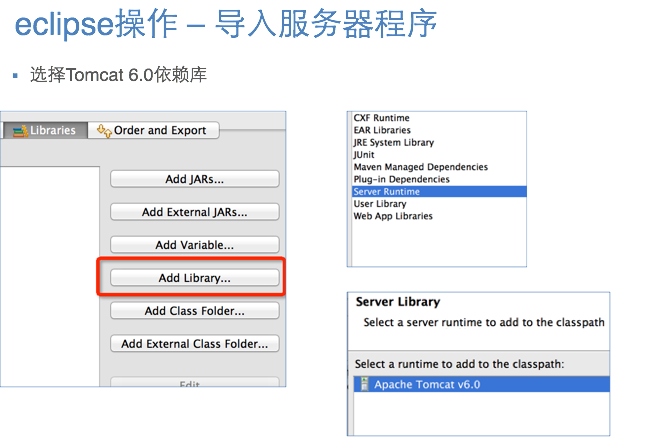 eclipse操作 – 导入服务器程序
▪ 选择Tomcat 6.0依赖库
Libraries
Order and Export
Add JARs...
Add External JARs...
Add Variable...
Add Library...
Add Class Folder...
Add External Class Folder...
Edit
CXF Runtime
EAR Libraries
JRE System Library
JUnit
Maven Managed Dependencies
Plug-in Dependencies
Server Runtime
User Library
Web App Libraries
Server Library
Select a server runtime to add to the classpath
Select a runtime to add to the classpath:
Apache Tomcat v6.0